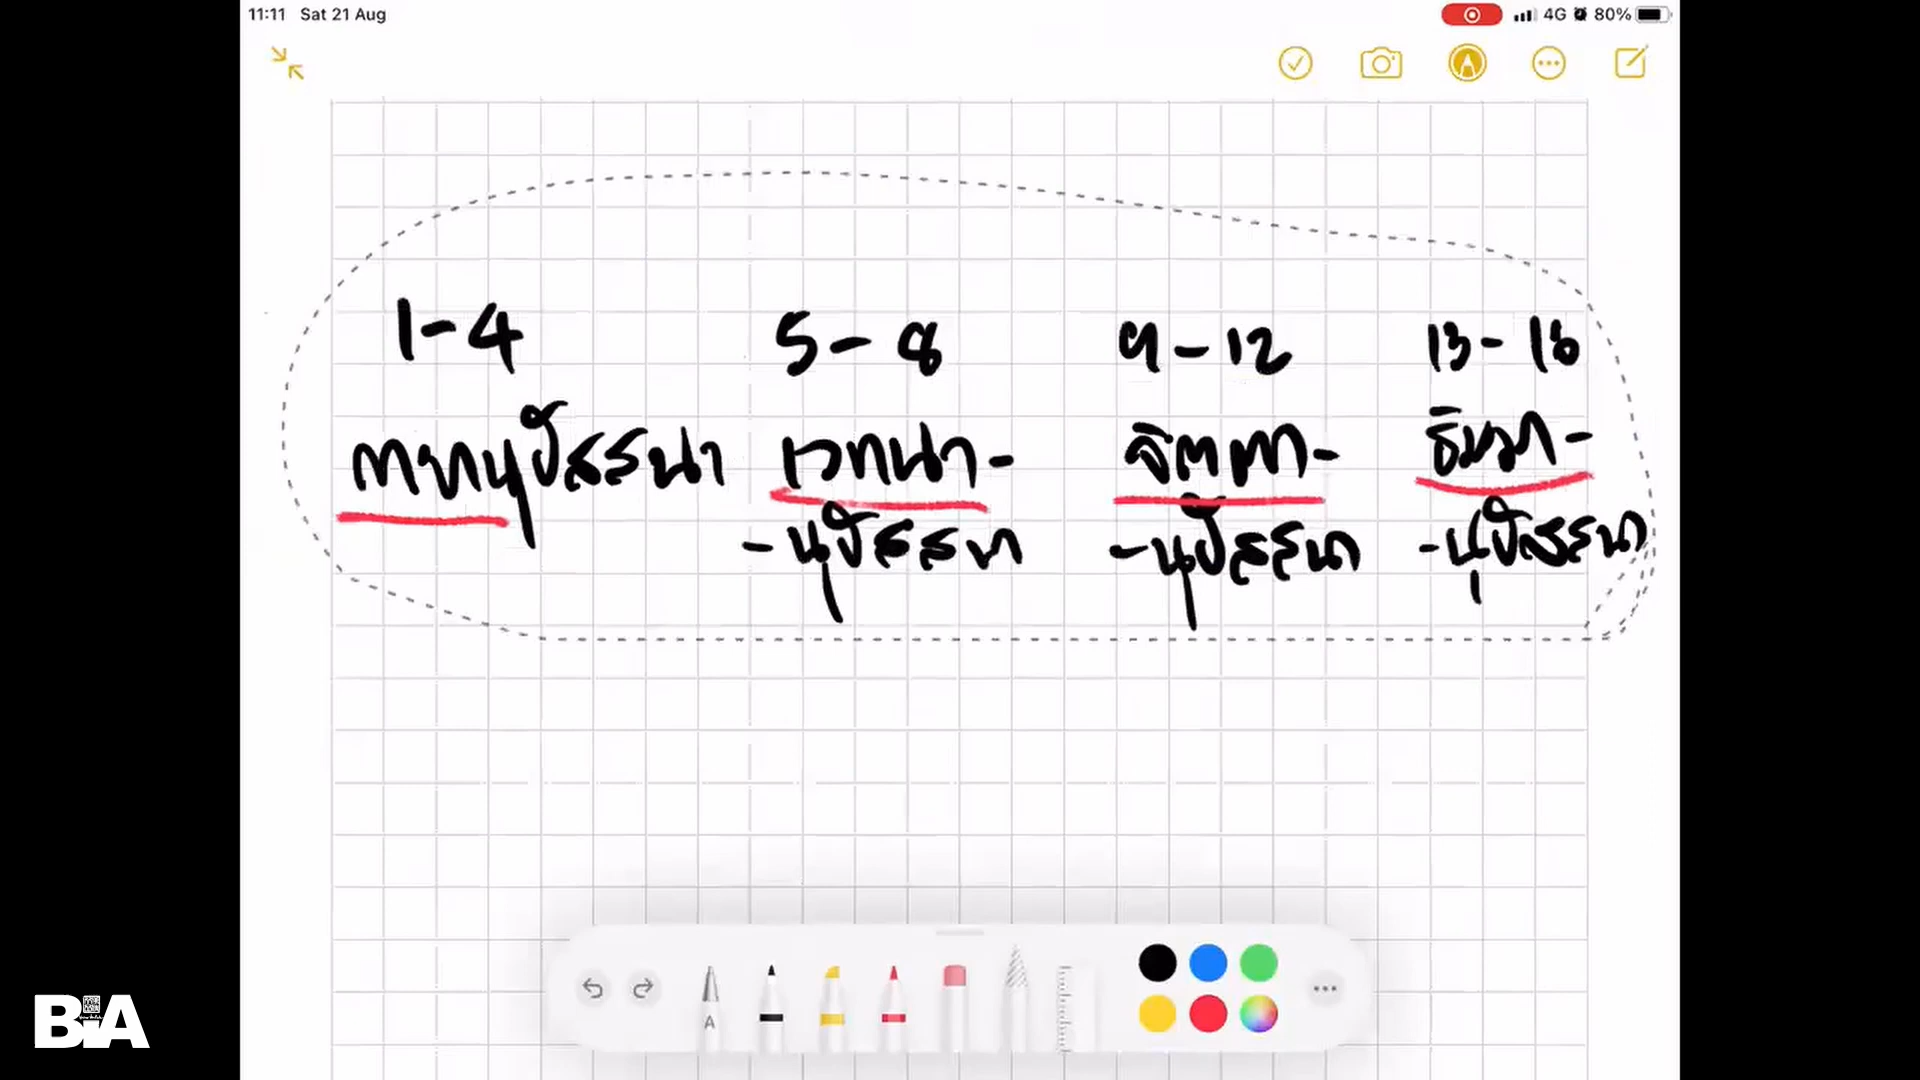 11:11 Sat 21 Aug 4G 80%
1-4 5-8 9-12 13-16
กายานุปัสสนา เวทนา- จิตตา- ธัมมา-
-นุปัสสนา -นุปัสสนา -นุปัสสนา
A
BIA